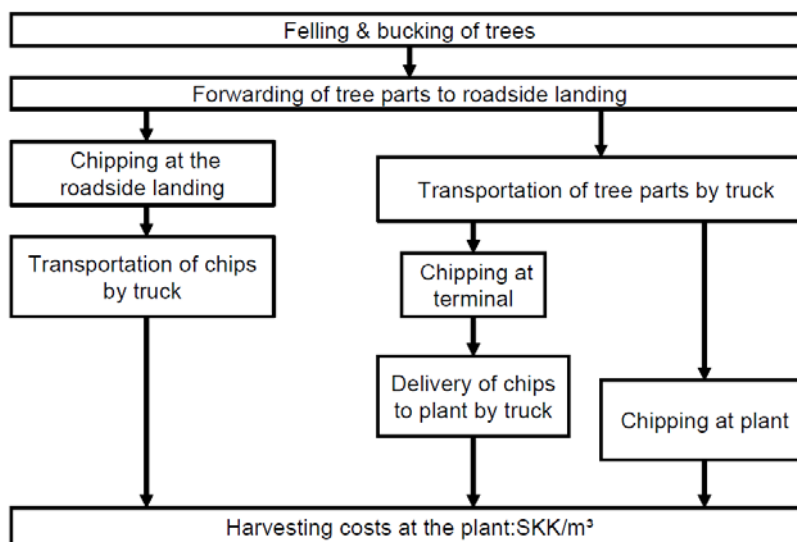 Felling & bucking of trees
Forwarding of tree parts to roadside landing
Chipping at the
roadside landing
Transportation of tree parts by truck
Transportation of chips
by truck
Chipping at
terminal
Delivery of chips
to plant by truck
Chipping at plant
Harvesting costs at the plant:SKK/m³